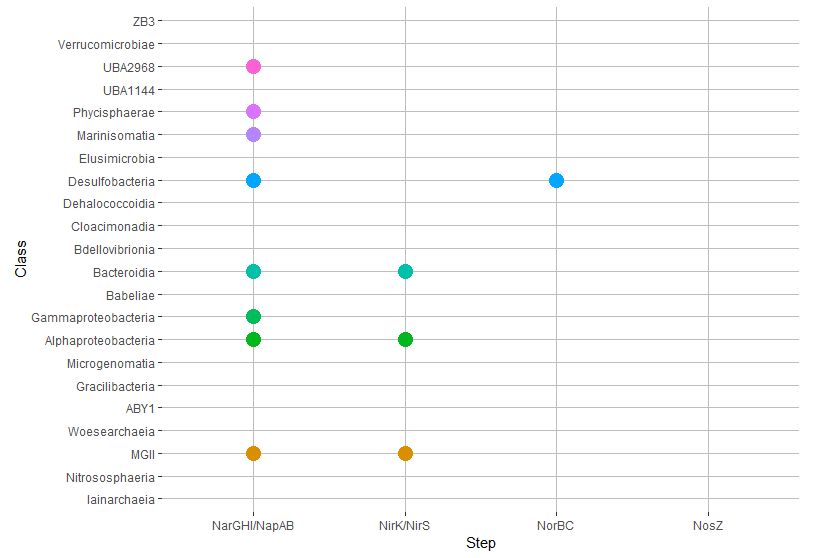 ZB3
Verrucomicrobiae
UBA2968
UBA1144
Phycisphaerae
Marinisomatia
Elusimicrobia
Desulfobacteria
Dehalococcoidia
Cloacimonadia
Bdellovibrionia
Bacteroidia
Babeliae
Gammaproteobacteria
Alphaproteobacteria
Microgenomatia
Gracilibacteria
ABY1
Woesearchaeia
MGII
Nitrososphaeria
Iainarchaeia
Class
NarGHI/NapAB NirK/NirS NorBC NosZ
Step